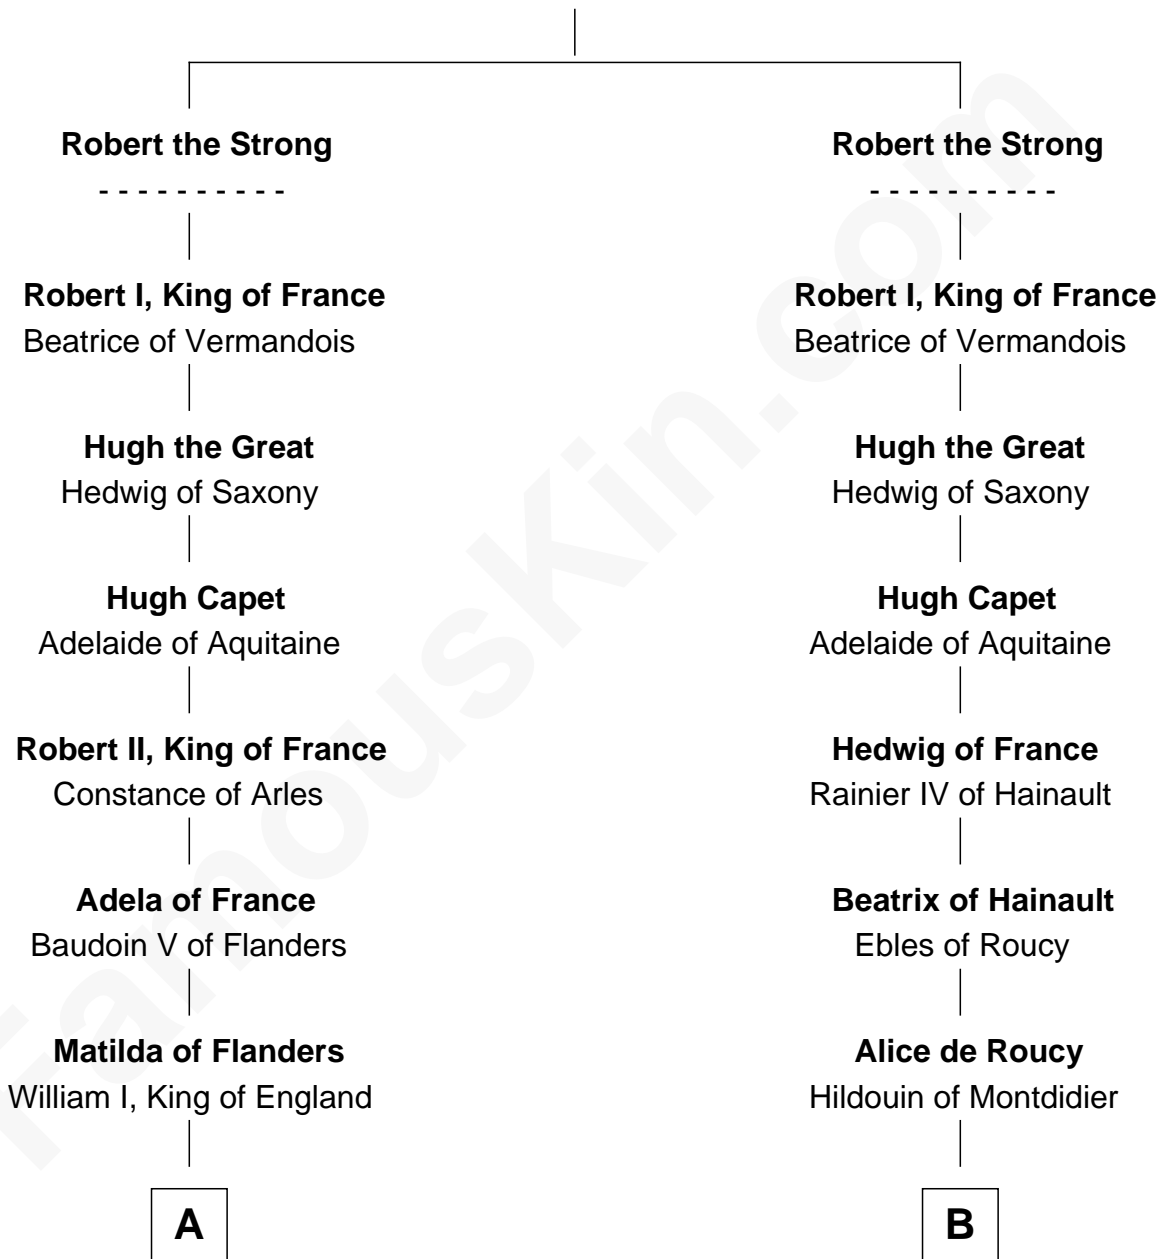 Robert the Strong
- - - - - - - - - -
Robert I, King of France
Beatrice of Vermandois
Hugh the Great
Hedwig of Saxony
Hugh Capet
Adelaide of Aquitaine
Robert II, King of France
Constance of Arles
Adela of France
Baudoin V of Flanders
Matilda of Flanders
William I, King of England
A
Robert the Strong
- - - - - - - - - -
Robert I, King of France
Beatrice of Vermandois
Hugh the Great
Hedwig of Saxony
Hugh Capet
Adelaide of Aquitaine
Hedwig of France
Rainier IV of Hainault
Beatrix of Hainault
Ebles of Roucy
Alice de Roucy
Hildouin of Montdidier
B
FamousKin.com